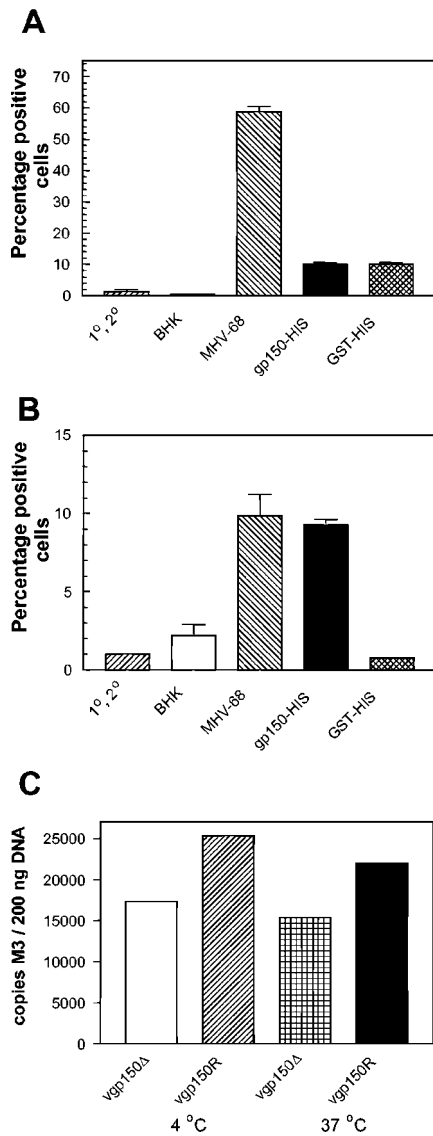 A
Percentage positive
cells
70
60
50
40
30
20
10
0
1°, 2°
BHK
MHV-68
gp150-HIS
GST-HIS
B
Percentage positive
cells
15
10
5
0
1°, 2°
BHK
MHV-68
gp150-HIS
GST-HIS
C
copies M3 / 200 ng DNA
25000
20000
15000
10000
5000
0
vgp150Δ
vgp150R
vgp150Δ
vgp150R
4 °C
37 °C